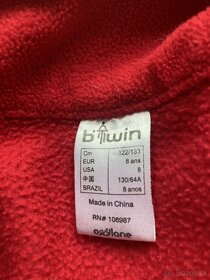 b'twin
Cm 122/133
EUR 8 ans
USA 8
中国 130/64A
BRAZIL 8 anos
Made in China
RN# 106987
oxylane